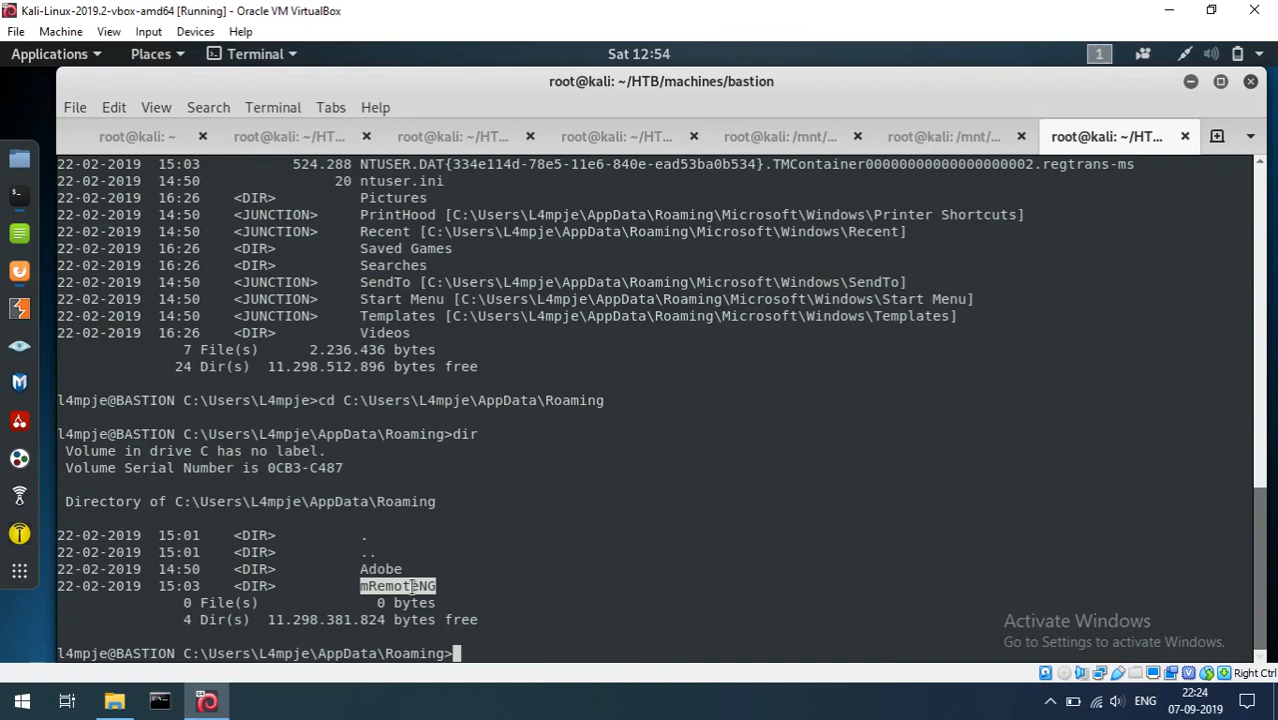 Kali-Linux-2019.2-vbox-amd64 [Running] - Oracle VM VirtualBox
File Machine View Input Devices Help
Applications Places Terminal Sat 12:54 1
root@kali: ~/HTB/machines/bastion
File Edit View Search Terminal Tabs Help
root@kali: ~ root@kali: ~/HT... root@kali: ~/HT... root@kali: ~/HT... root@kali: /mnt/... root@kali: /mnt/... root@kali: ~/HT...
22-02-2019 15:03 524.288 NTUSER.DAT{334e114d-78e5-11e6-840e-ead53ba0b534}.TMContainer00000000000000000002.regtrans-ms
22-02-2019 14:50 20 ntuser.ini
22-02-2019 16:26 <DIR> Pictures
22-02-2019 14:50 <JUNCTION> PrintHood [C:\Users\L4mpje\AppData\Roaming\Microsoft\Windows\Printer Shortcuts]
22-02-2019 14:50 <JUNCTION> Recent [C:\Users\L4mpje\AppData\Roaming\Microsoft\Windows\Recent]
22-02-2019 16:26 <DIR> Saved Games
22-02-2019 16:26 <DIR> Searches
22-02-2019 14:50 <JUNCTION> SendTo [C:\Users\L4mpje\AppData\Roaming\Microsoft\Windows\SendTo]
22-02-2019 14:50 <JUNCTION> Start Menu [C:\Users\L4mpje\AppData\Roaming\Microsoft\Windows\Start Menu]
22-02-2019 14:50 <JUNCTION> Templates [C:\Users\L4mpje\AppData\Roaming\Microsoft\Windows\Templates]
22-02-2019 16:26 <DIR> Videos
7 File(s) 2.236.436 bytes
24 Dir(s) 11.298.512.896 bytes free
l4mpje@BASTION C:\Users\L4mpje>cd C:\Users\L4mpje\AppData\Roaming
l4mpje@BASTION C:\Users\L4mpje\AppData\Roaming>dir
Volume in drive C has no label.
Volume Serial Number is 0CB3-C487
Directory of C:\Users\L4mpje\AppData\Roaming
22-02-2019 15:01 <DIR> .
22-02-2019 15:01 <DIR> ..
22-02-2019 14:50 <DIR> Adobe
22-02-2019 15:03 <DIR> mRemoteNG
0 File(s) 0 bytes
4 Dir(s) 11.298.381.824 bytes free
l4mpje@BASTION C:\Users\L4mpje\AppData\Roaming>
Activate Windows
Go to Settings to activate Windows.
Right Ctrl
ENG
22:24
07-09-2019